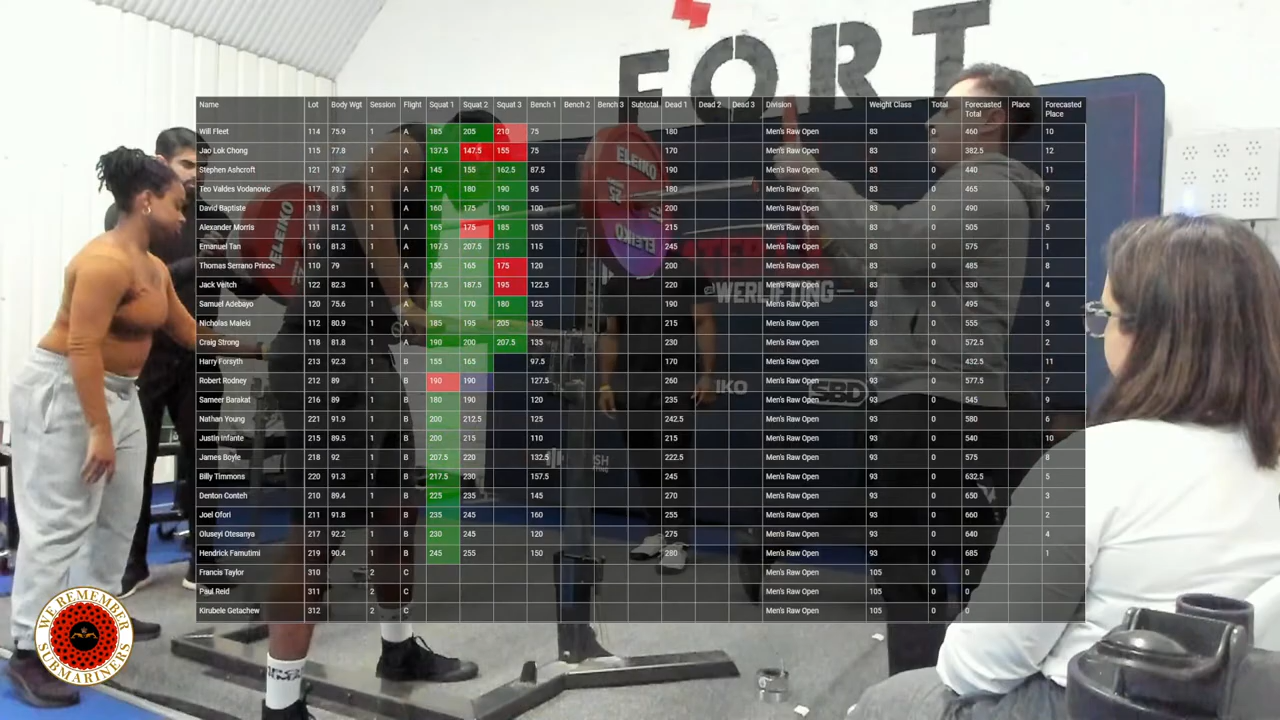 FORT
Name Lot Body Wgt Session Flight Squat 1 Squat 2 Squat 3 Bench 1 Bench 2 Bench 3 Subtotal Dead 1 Dead 2 Dead 3 Division Weight Class Total Forecasted Total Place Forecasted Place
Will Fleet 114 75.9 1 A 185 205 210 75 180 Men's Raw Open 83 0 460 10
Jao Lok Chong 115 77.8 1 A 137.5 147.5 155 75 170 Men's Raw Open 83 0 382.5 12
Stephen Ashcroft 121 79.7 1 A 145 155 162.5 87.5 190 Men's Raw Open 83 0 440 11
Teo Valdes Vodanovic 117 81.5 1 A 170 180 190 95 180 Men's Raw Open 83 0 465 9
David Baptiste 113 81 1 A 160 175 190 100 200 Men's Raw Open 83 0 490 7
Alexander Morris 111 81.2 1 A 165 175 185 105 215 Men's Raw Open 83 0 505 5
Emanuel Tan 116 81.3 1 A 197.5 207.5 215 115 245 Men's Raw Open 83 0 575 1
Thomas Serrano Prince 110 79 1 A 155 165 175 120 200 Men's Raw Open 83 0 485 8
Jack Veitch 122 82.3 1 A 172.5 187.5 195 122.5 220 Men's Raw Open 83 0 530 4
Samuel Adebayo 120 75.6 1 A 155 170 180 125 190 Men's Raw Open 83 0 495 6
Nicholas Maleki 112 80.9 1 A 185 195 205 135 215 Men's Raw Open 83 0 555 3
Craig Strong 118 81.8 1 A 190 200 207.5 135 230 Men's Raw Open 83 0 572.5 2
Harry Forsyth 213 92.3 1 B 155 165 97.5 170 Men's Raw Open 93 0 432.5 11
Robert Rodney 212 89 1 B 190 190 127.5 260 Men's Raw Open 93 0 577.5 7
Sameer Barakat 216 89 1 B 180 190 120 235 Men's Raw Open 93 0 545 9
Nathan Young 221 91.9 1 B 200 212.5 125 242.5 Men's Raw Open 93 0 580 6
Justin Infante 215 89.5 1 B 200 215 110 215 Men's Raw Open 93 0 540 10
James Boyle 218 92 1 B 207.5 220 132.5 222.5 Men's Raw Open 93 0 575 8
Billy Timmons 220 91.3 1 B 217.5 230 157.5 245 Men's Raw Open 93 0 632.5 5
Denton Conteh 210 89.4 1 B 225 235 145 270 Men's Raw Open 93 0 650 3
Joel Ofori 211 91.8 1 B 235 245 160 255 Men's Raw Open 93 0 660 2
Oluseyi Otesanya 217 92.2 1 B 230 245 120 275 Men's Raw Open 93 0 640 4
Hendrick Famutimi 219 90.4 1 B 245 255 150 280 Men's Raw Open 93 0 685 1
Francis Taylor 310 2 C Men's Raw Open 105 0 0
Paul Reid 311 2 C Men's Raw Open 105 0 0
Kirubele Getachew 312 2 C Men's Raw Open 105 0 0
ELEIKO
ELEIKO
ELEIKO
SBD
WE REMEMBER SUBMARINERS